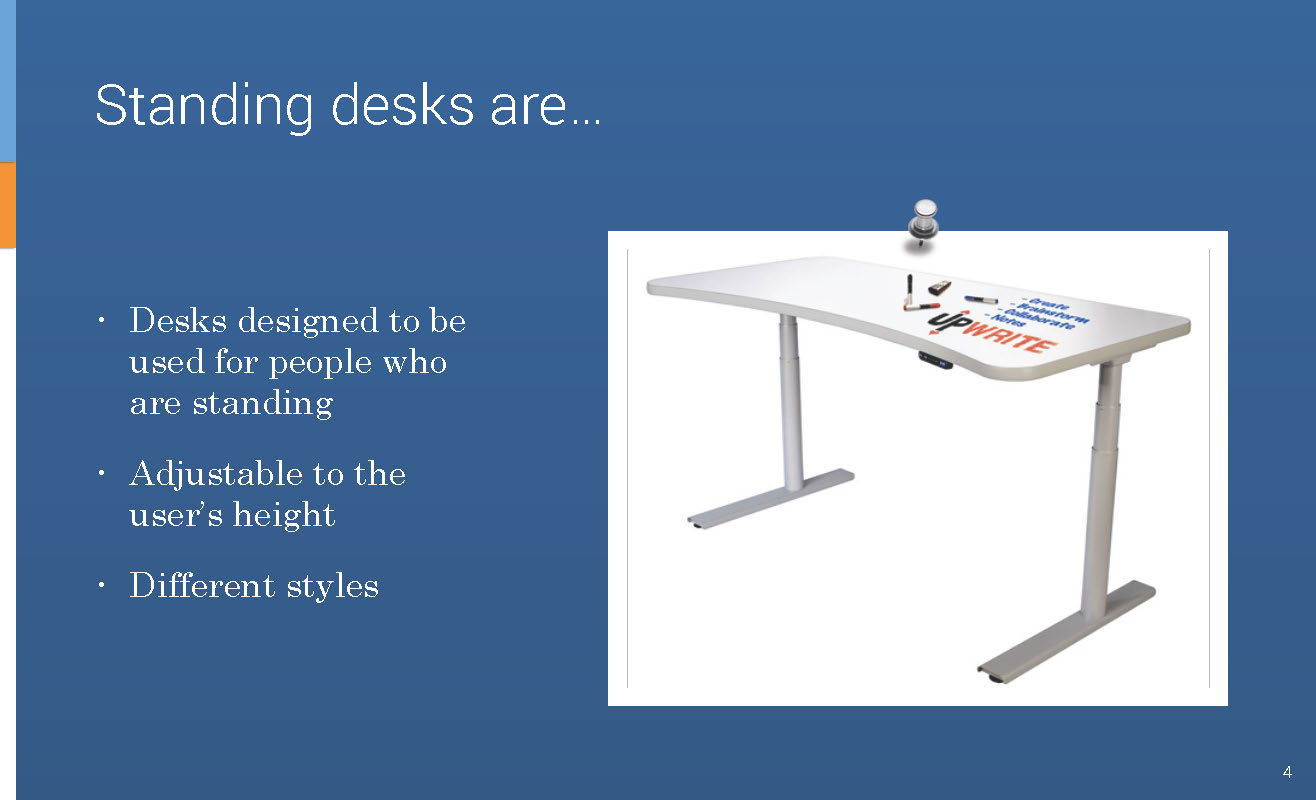 Standing desks are...
• Desks designed to be
used for people who
are standing
• Adjustable to the
user’s height
• Different styles
- Create
- Brainstorm
- Collaborate
- Notes
UPWRITE
4